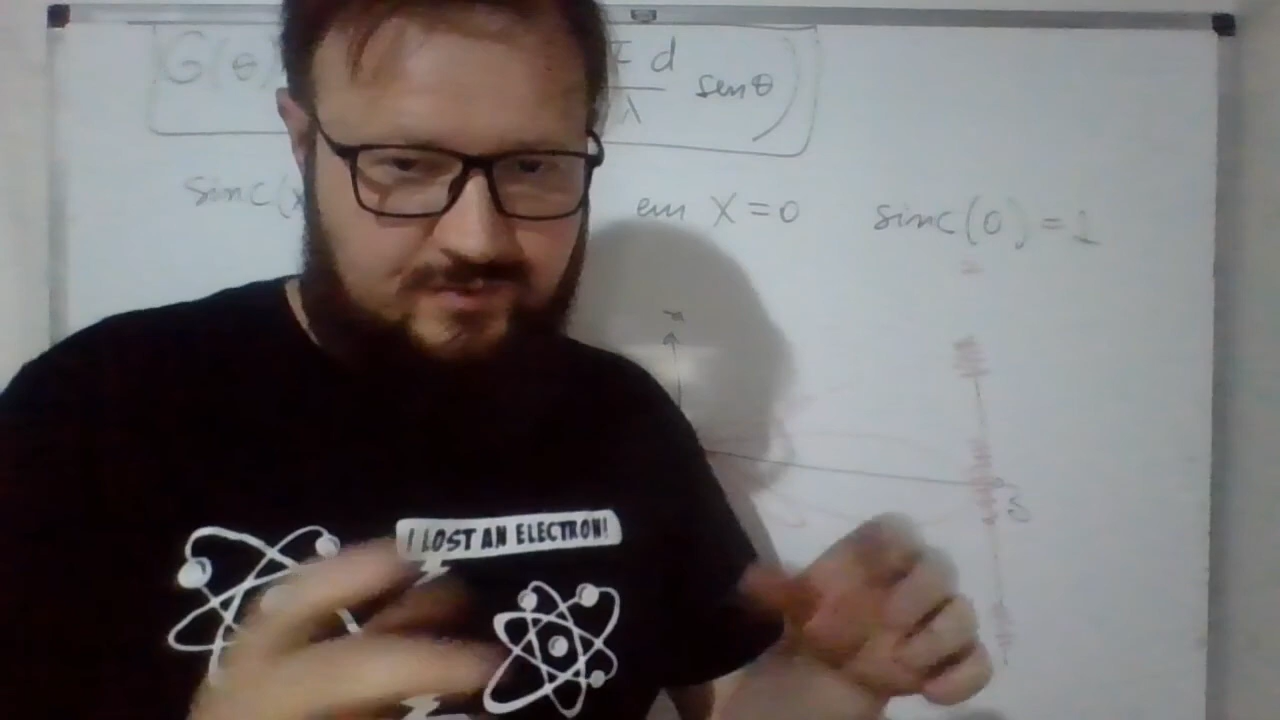 G(θ) π d
λ senθ)
sinc(x em X=0 sinc(0)=1
I LOST AN ELECTRON!